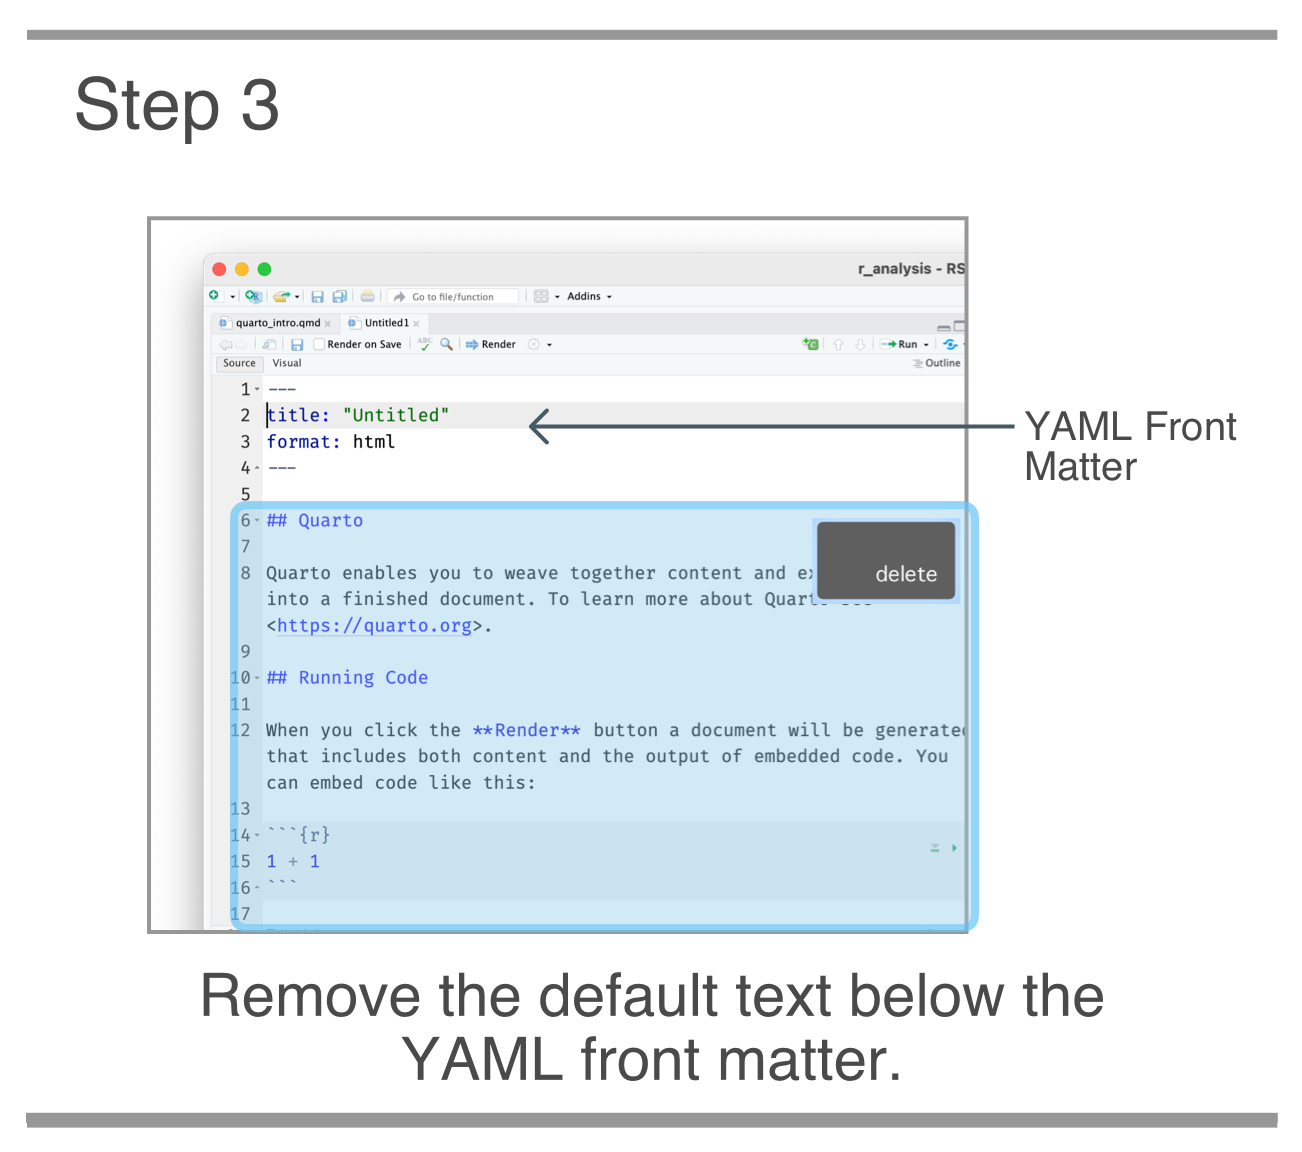 Step 3
r_analysis - RS
Go to file/function
Addins
quarto_intro.qmd
Untitled1
Render on Save
ABC
Render
Run
Source
Visual
Outline
1 ---
2 title: "Untitled"
3 format: html
4 ---
5
YAML Front
Matter
6 ## Quarto
7
delete
8 Quarto enables you to weave together content and ex
into a finished document. To learn more about Quarto see
<https://quarto.org>.
9
10 ## Running Code
11
12 When you click the **Render** button a document will be generated
that includes both content and the output of embedded code. You
can embed code like this:
13
14 ```{r}
15 1 + 1
16 ```
17
Remove the default text below the
YAML front matter.